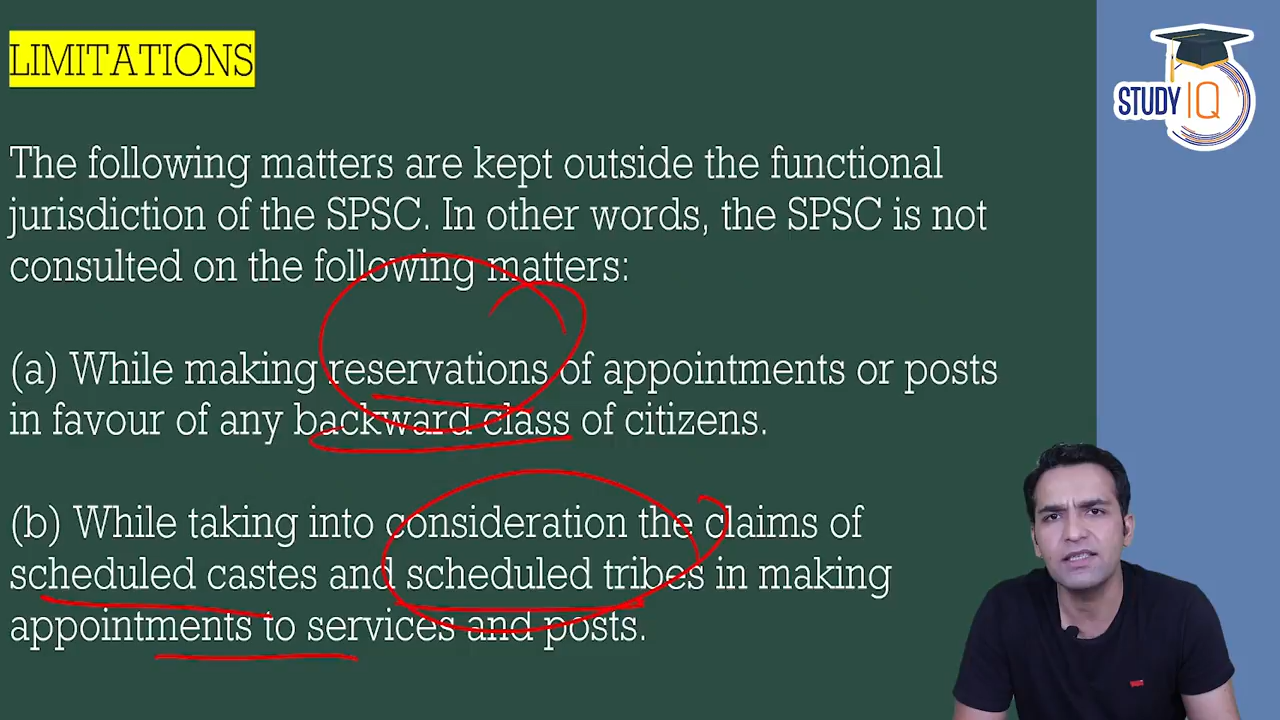 LIMITATIONS
STUDY IQ
The following matters are kept outside the functional
jurisdiction of the SPSC. In other words, the SPSC is not
consulted on the following matters:
(a) While making reservations of appointments or posts
in favour of any backward class of citizens.
(b) While taking into consideration the claims of
scheduled castes and scheduled tribes in making
appointments to services and posts.